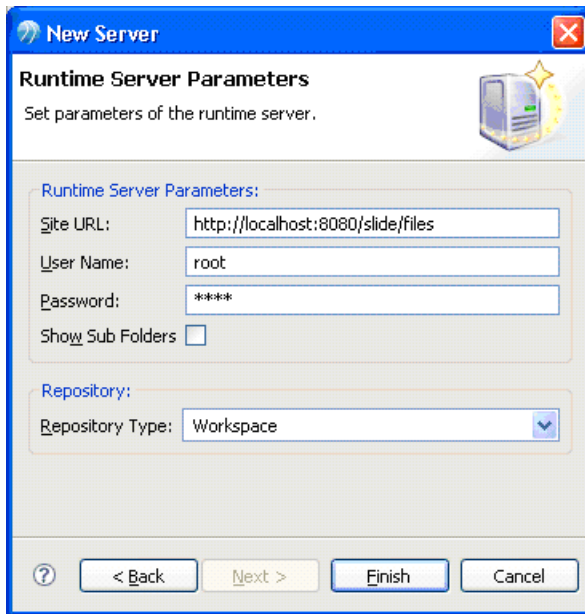 New Server
Runtime Server Parameters
Set parameters of the runtime server.
Runtime Server Parameters:
Site URL: http://localhost:8080/slide/files
User Name: root
Password: ****
Show Sub Folders
Repository:
Repository Type: Workspace
? < Back Next > Finish Cancel